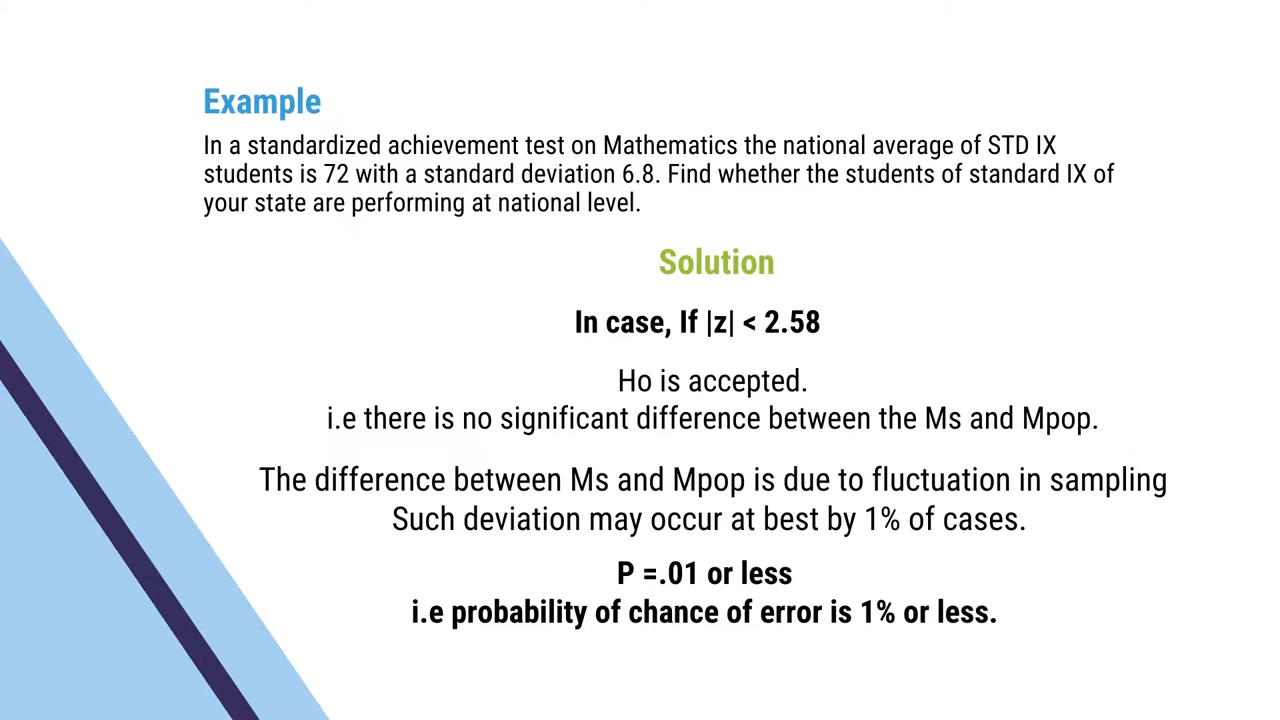 Example
In a standardized achievement test on Mathematics the national average of STD IX
students is 72 with a standard deviation 6.8. Find whether the students of standard IX of
your state are performing at national level.
Solution
In case, If |z| < 2.58
Ho is accepted.
i.e there is no significant difference between the Ms and Mpop.
The difference between Ms and Mpop is due to fluctuation in sampling
Such deviation may occur at best by 1% of cases.
P =.01 or less
i.e probability of chance of error is 1% or less.